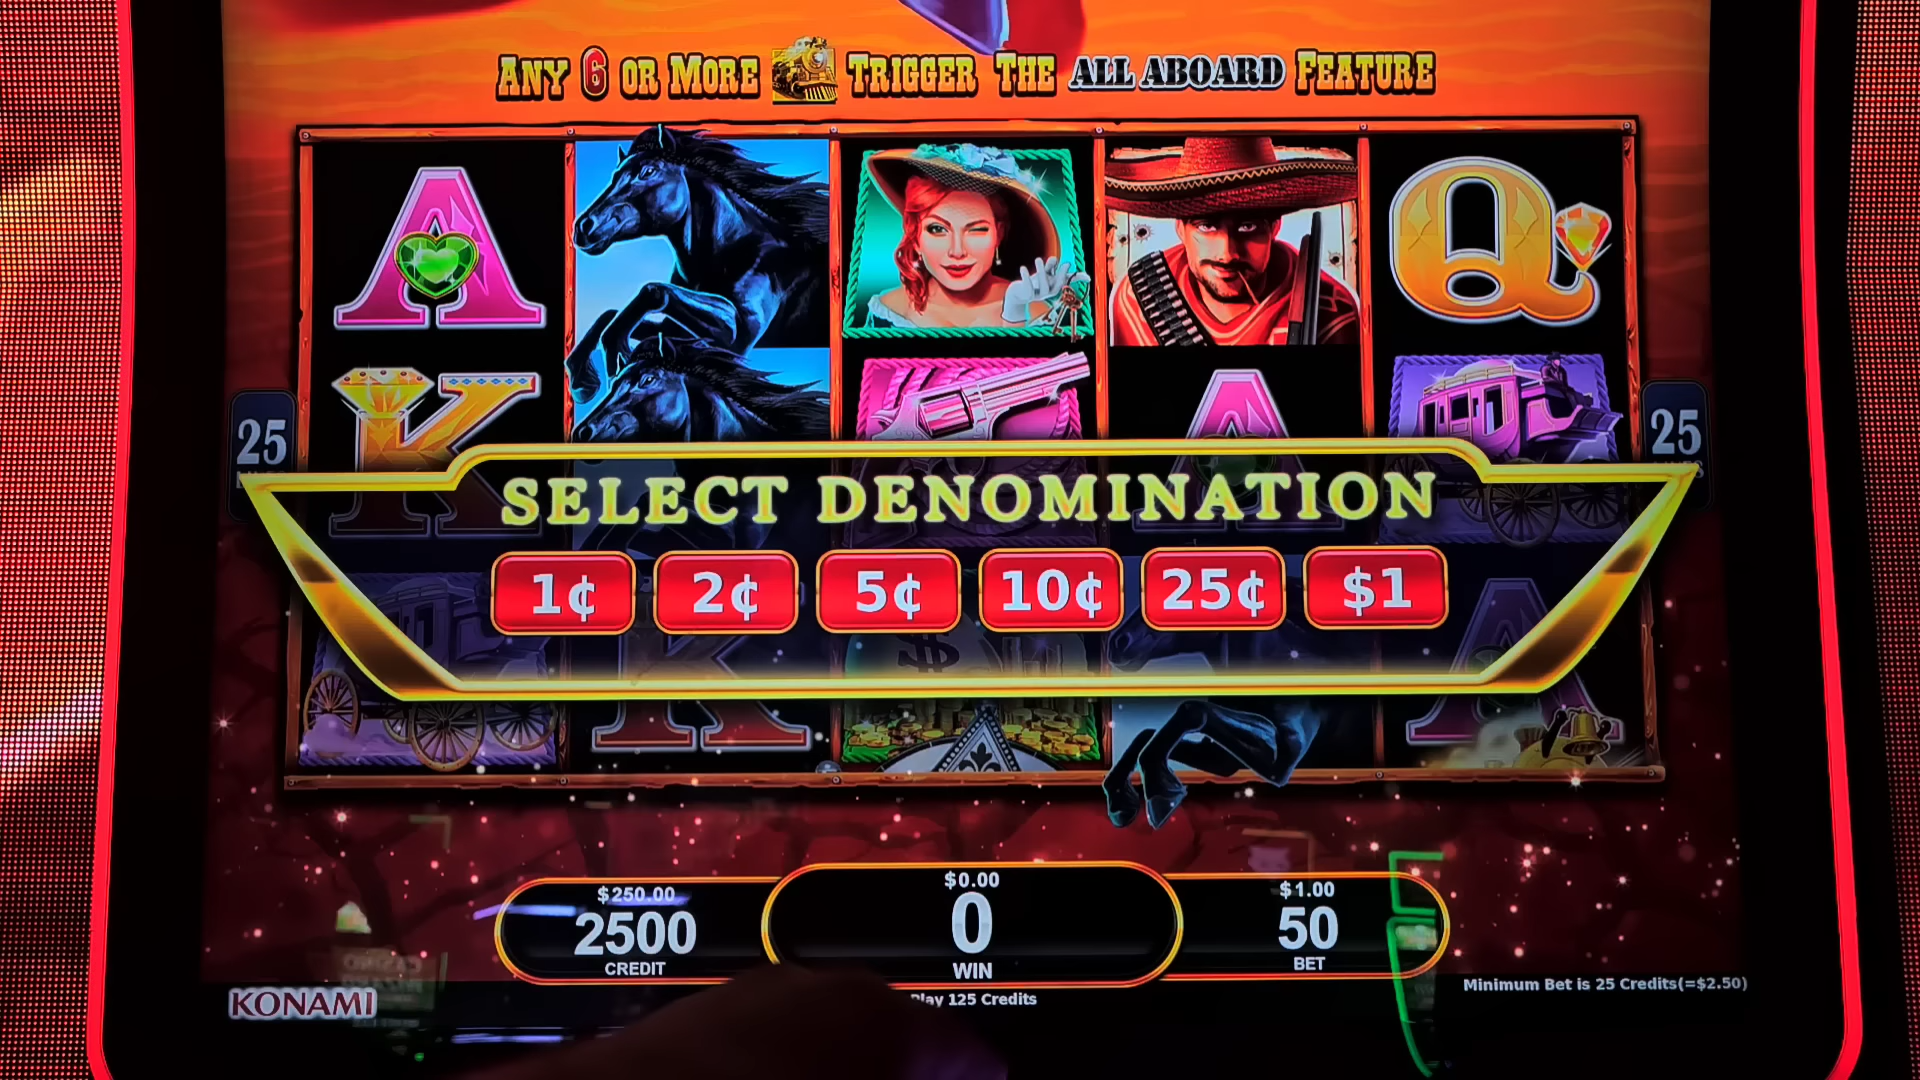 ANY 6 OR MORE TRIGGER THE ALL ABOARD FEATURE
A
Q
K
25
25
SELECT DENOMINATION
1¢ 2¢ 5¢ 10¢ 25¢ $1
A
K
$
A
$250.00
2500
CREDIT
$0.00
0
WIN
$1.00
50
BET
Play 125 Credits
Minimum Bet is 25 Credits(=$2.50)
KONAMI